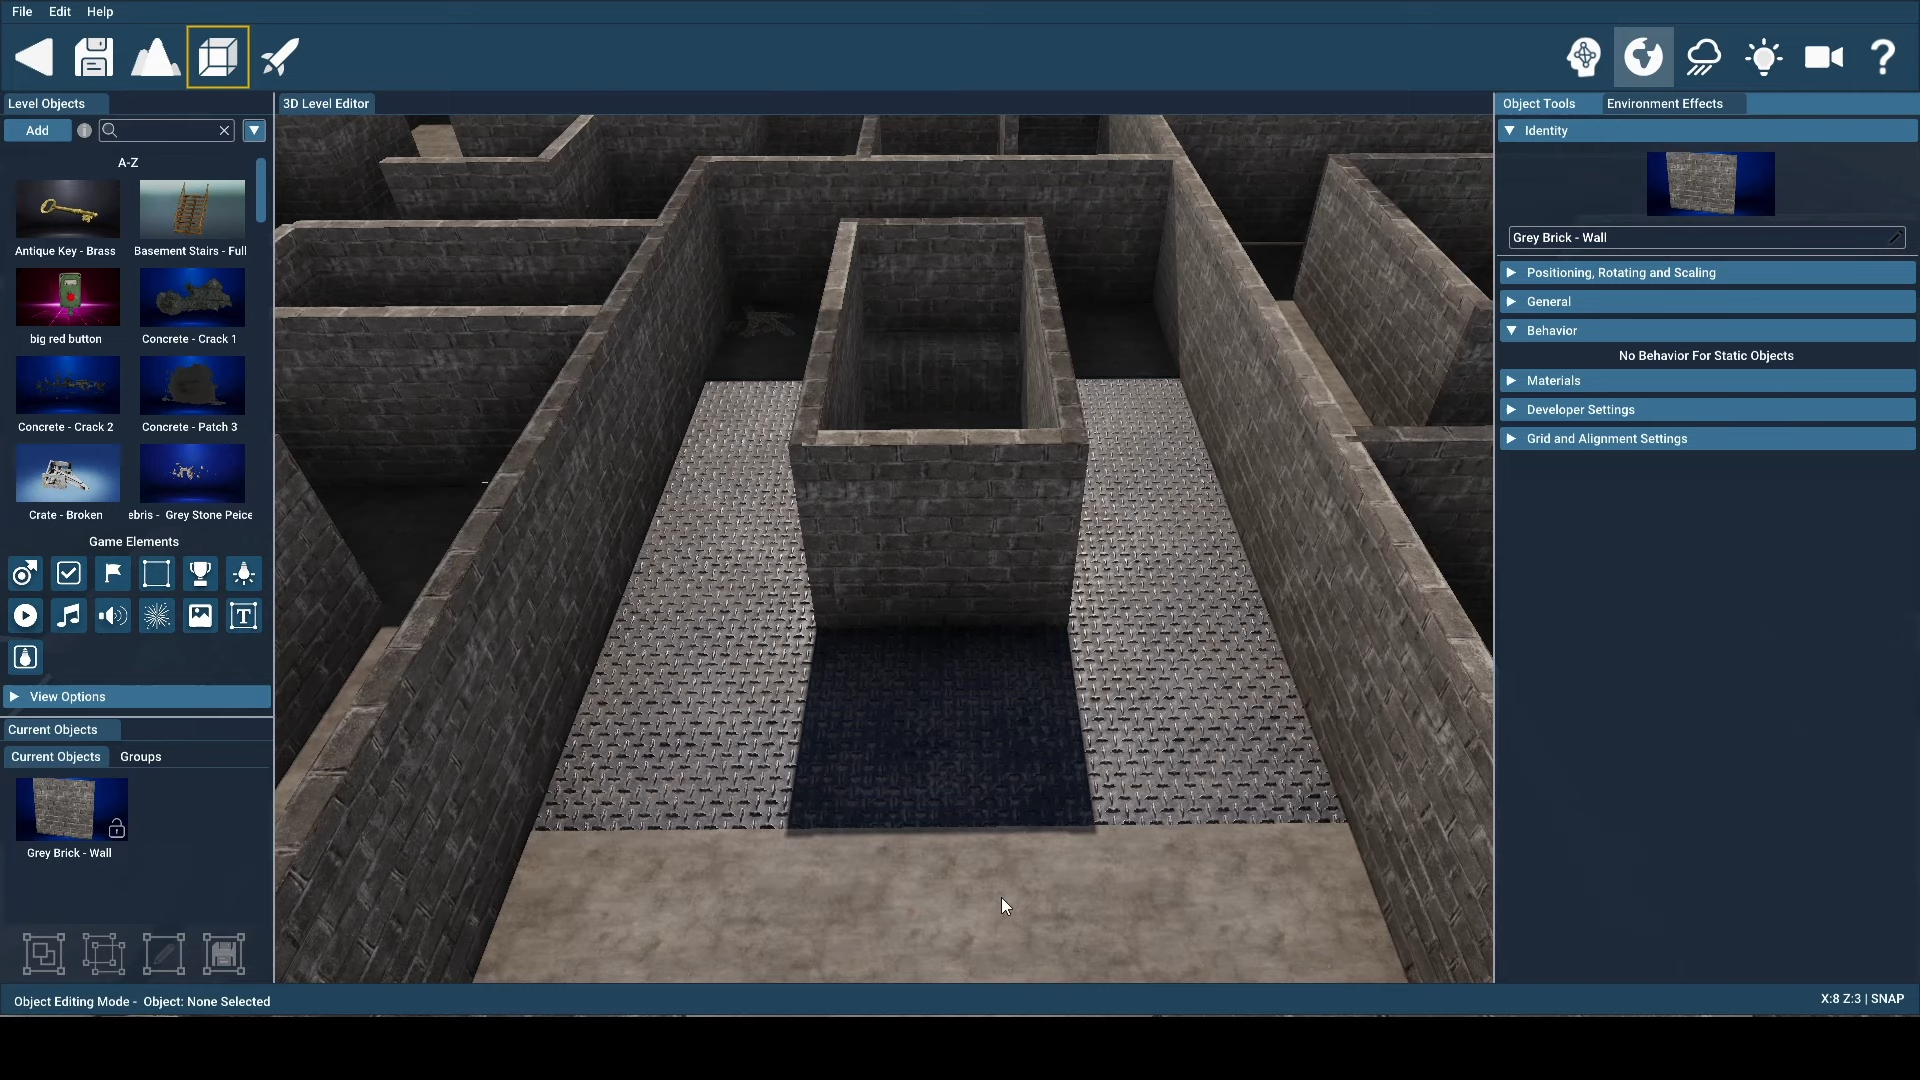 File Edit Help
Level Objects
3D Level Editor
Object Tools Environment Effects
Add
A-Z
Antique Key - Brass Basement Stairs - Full
big red button Concrete - Crack 1
Concrete - Crack 2 Concrete - Patch 3
Crate - Broken ebris - Grey Stone Peice
Game Elements
View Options
Current Objects
Current Objects Groups
Grey Brick - Wall
Identity
Grey Brick - Wall
Positioning, Rotating and Scaling
General
Behavior
No Behavior For Static Objects
Materials
Developer Settings
Grid and Alignment Settings
Object Editing Mode - Object: None Selected
X:8 Z:3 | SNAP